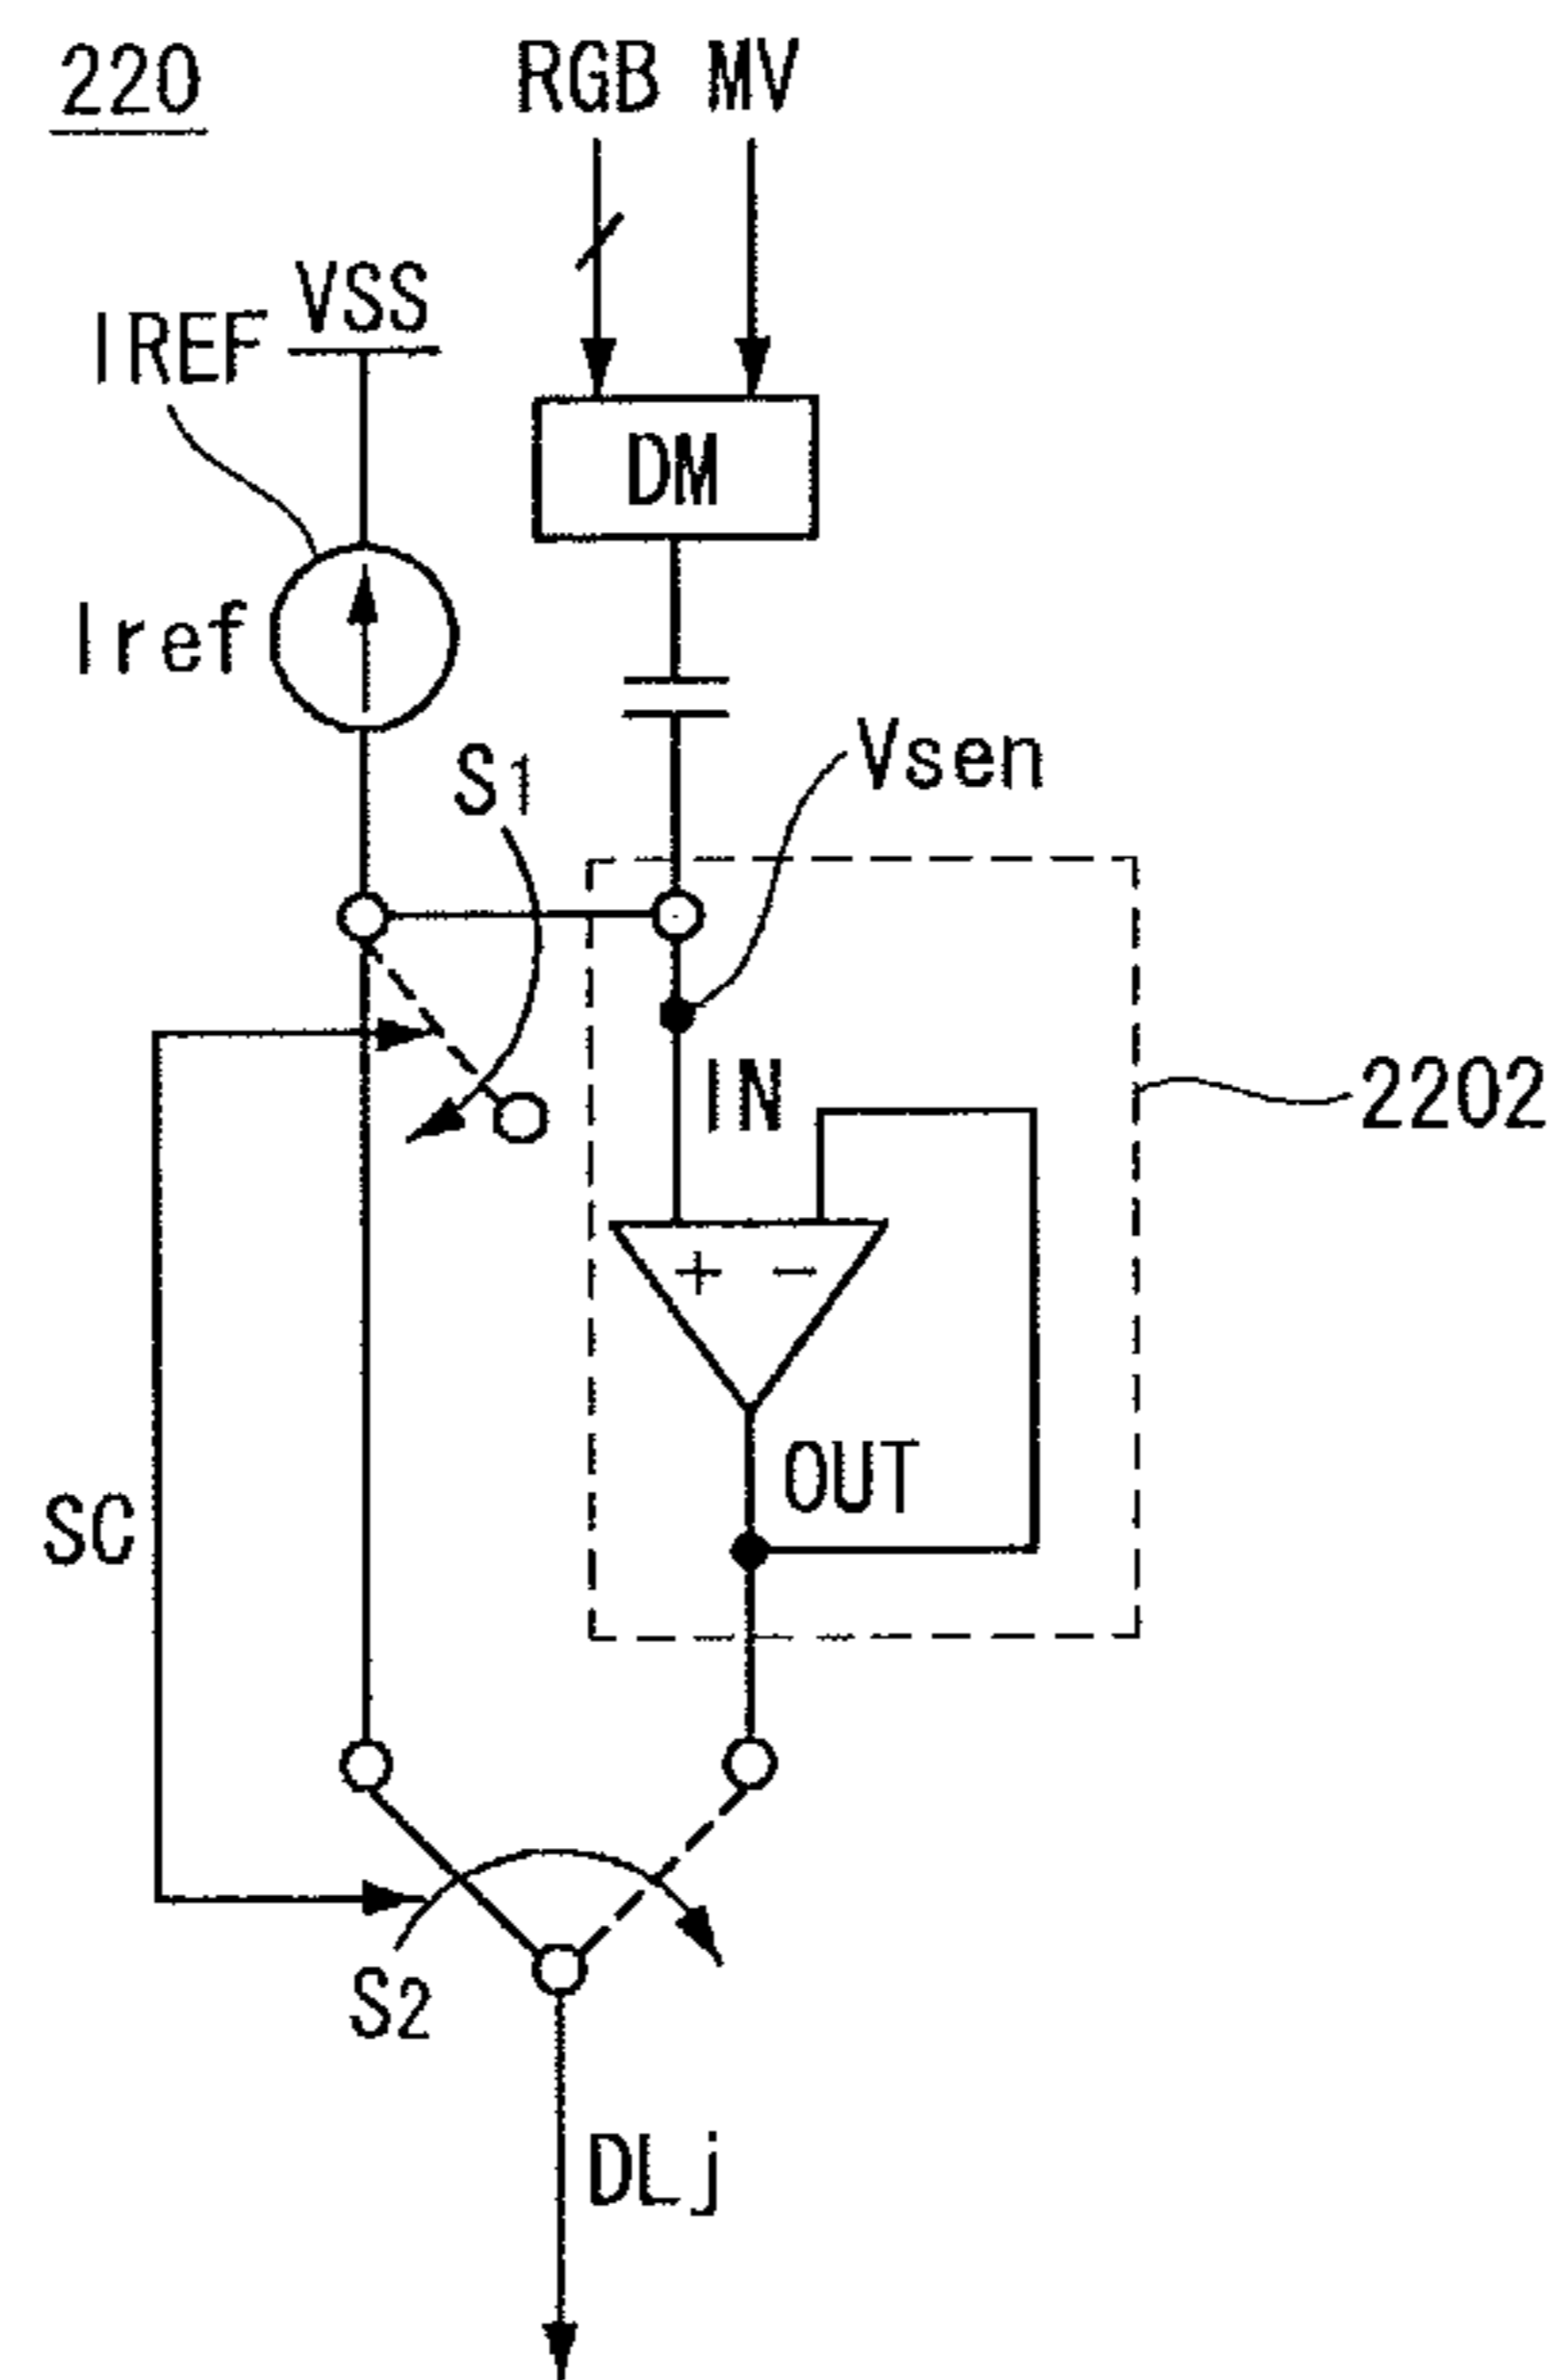 220
RGB MV
IREF VSS
DM
Iref
S1
Vsen
IN
2202
+ -
OUT
SC
S2
DLj